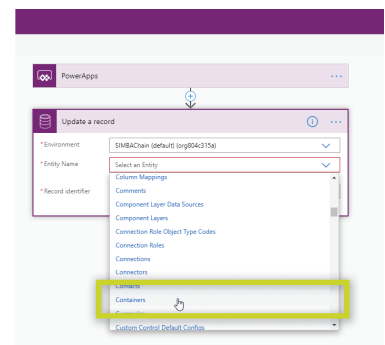 PowerApps
...
Update a record
...
* Environment
SIMBAChain (default) (org804c315a)
* Entity Name
Select an Entity
Column Mappings
* Record identifier
Comments
Component Layer Data Sources
Component Layers
Connection Role Object Type Codes
Connection Roles
Connections
Connectors
Contacts
Containers
Custom Control Default Configs